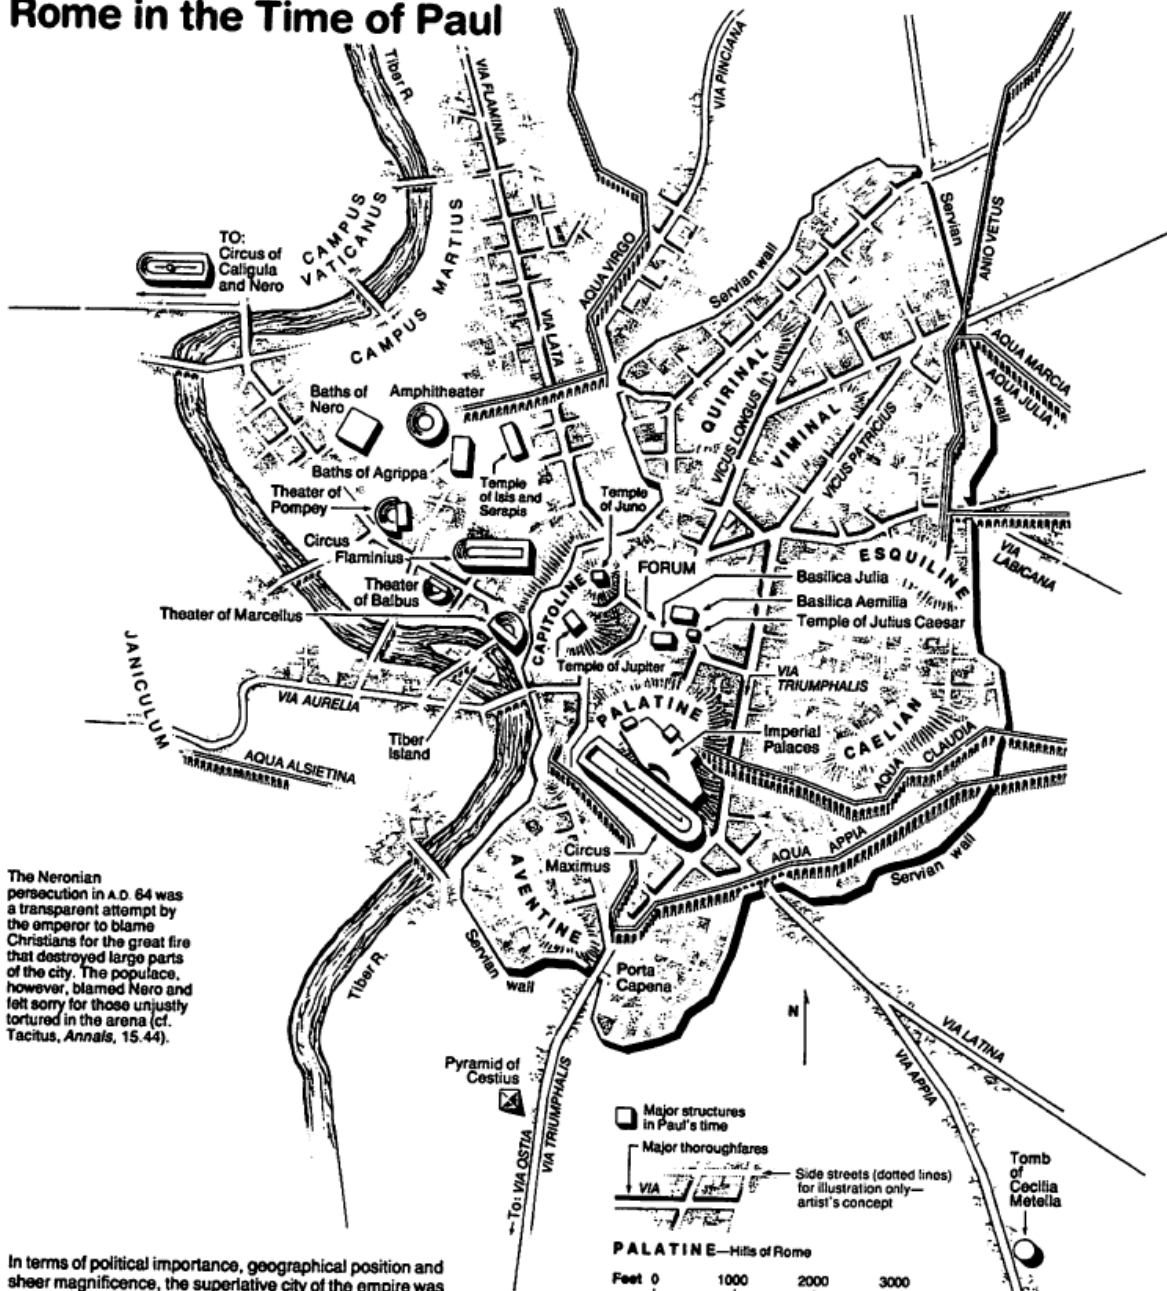 Rome in the Time of Paul
Tiber R.
VIA FLAMINIA
VIA PINCIANA
CAMPUS
VATICANUS
CAMPUS MARTIUS
TO:
Circus of
Caligula
and Nero
AQUA VIRGO
VIA LATA
Servian wall
Servian
wall
ANIO VETUS
AQUA MARCIA
AQUA JULIA
QUIRINAL
VICUS LONGUS
VIMINAL
VICUS PATRICIUS
Baths of
Nero
Amphitheater
Baths of Agrippa
Temple
of Isis and
Serapis
Theater of
Pompey
Temple
of Juno
Circus
Flaminius
Theater
of Balbus
Theater of Marcellus
CAPITOLINE
FORUM
ESQUILINE
VIA
LABICANA
Basilica Julia
Basilica Aemilia
Temple of Julius Caesar
Temple of Jupiter
VIA
TRIUMPHALIS
JANICULUM
VIA AURELIA
Tiber
Island
AQUA ALSIETINA
PALATINE
Imperial
Palaces
CAELIAN
AQUA CLAUDIA
Circus
Maximus
AQUA APPIA
Servian wall
AVENTINE
Servian
wall
Porta
Capena
Tiber R.
The Neronian
persecution in A.D. 64 was
a transparent attempt by
the emperor to blame
Christians for the great fire
that destroyed large parts
of the city. The populace,
however, blamed Nero and
felt sorry for those unjustly
tortured in the arena (cf.
Tacitus, Annals, 15.44).
N
VIA LATINA
VIA APPIA
Pyramid of
Cestius
To: VIA OSTIA
VIA TRIUMPHALIS
Major structures
in Paul's time
Major thoroughfares
VIA
Side streets (dotted lines)
for illustration only—
artist's concept
Tomb
of
Cecilia
Metella
PALATINE—Hills of Rome
Feet 0 1000 2000 3000
In terms of political importance, geographical position and
sheer magnificence, the superlative city of the empire was